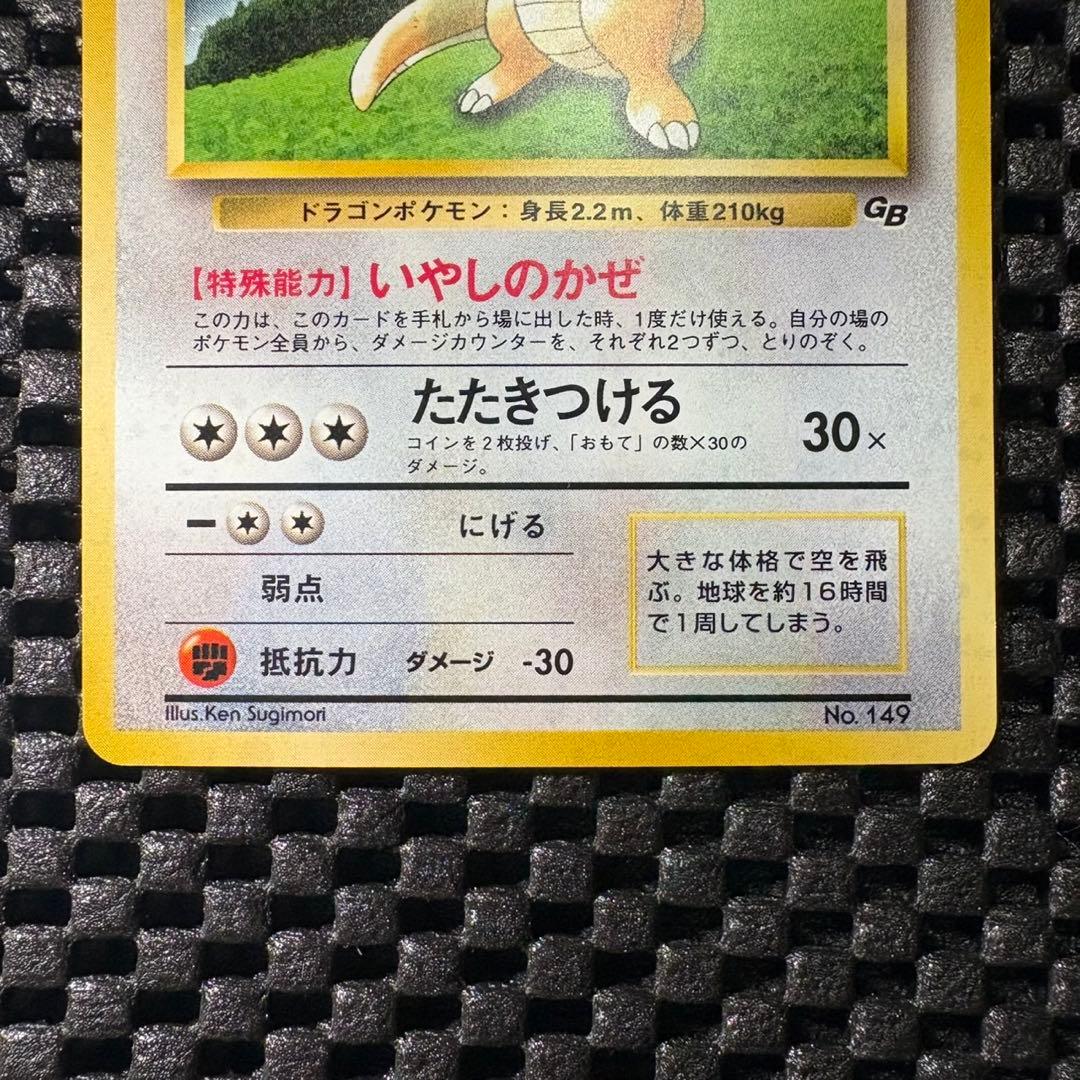 ドラゴンポケモン：身長2.2m、体重210kg
GB
【特殊能力】いやしのかぜ
この力は、このカードを手札から場に出した時、1度だけ使える。自分の場の
ポケモン全員から、ダメージカウンターを、それぞれ2つずつ、とりのぞく。
たたきつける
30×
コインを2枚投げ、「おもて」の数×30の
ダメージ。
ー にげる
弱点
抵抗力 ダメージ -30
大きな体格で空を飛
ぶ。地球を約16時間
で1周してしまう。
Illus.Ken Sugimori
No. 149